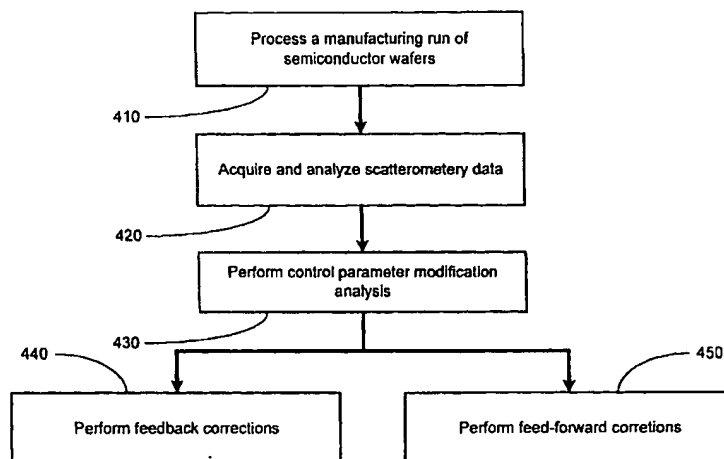 Process a manufacturing run of
semiconductor wafers
410
Acquire and analyze scatterometery data
420
Perform control parameter modification
analysis
430
440
450
Perform feedback corrections
Perform feed-forward corretions